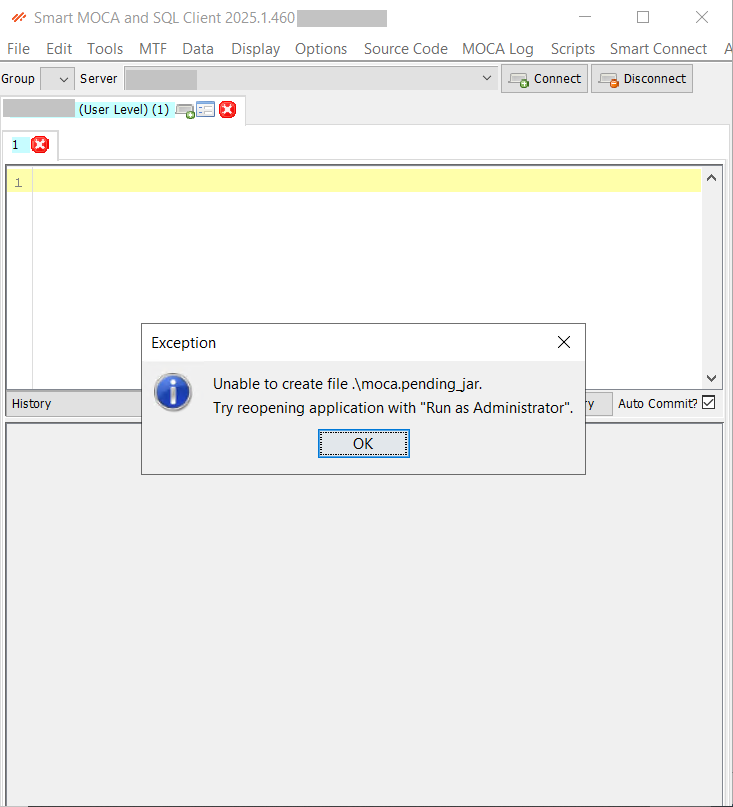 Smart MOCA and SQL Client 2025.1.460
File Edit Tools MTF Data Display Options Source Code MOCA Log Scripts Smart Connect A
Group Server Connect Disconnect
(User Level) (1)
1
1
Exception
Unable to create file .\moca.pending_jar.
Try reopening application with "Run as Administrator".
OK
History ry Auto Commit?